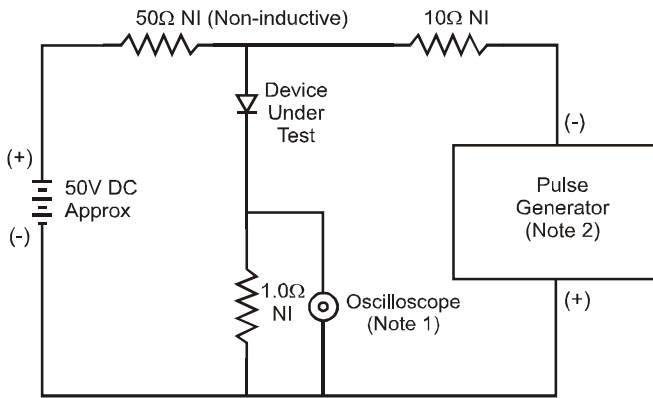 50Ω NI (Non-inductive)
10Ω NI
Device
Under
Test
(+)
50V DC
Approx
(-)
1.0Ω
NI
Oscilloscope
(Note 1)
(-)
Pulse
Generator
(Note 2)
(+)